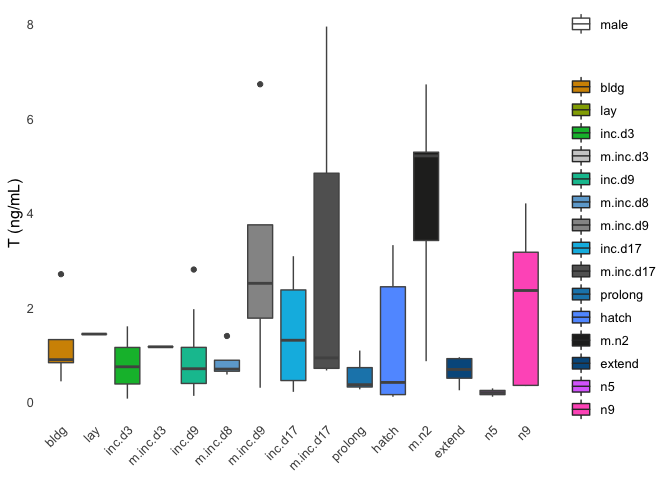 T (ng/mL)
8
6
4
2
0
bldg
lay
inc.d3
m.inc.d3
inc.d9
m.inc.d8
m.inc.d9
inc.d17
m.inc.d17
prolong
hatch
m.n2
extend
n5
n9
male
bldg
lay
inc.d3
m.inc.d3
inc.d9
m.inc.d8
m.inc.d9
inc.d17
m.inc.d17
prolong
hatch
m.n2
extend
n5
n9